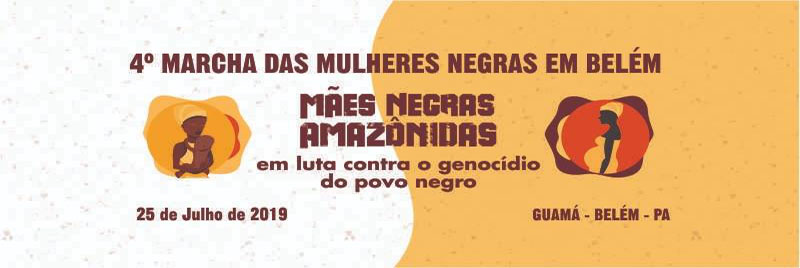 4º MARCHA DAS MULHERES NEGRAS EM BELÉM
MÃES NEGRAS
AMAZÔNIDAS
em luta contra o genocídio
do povo negro
25 de Julho de 2019
GUAMÁ - BELÉM - PA